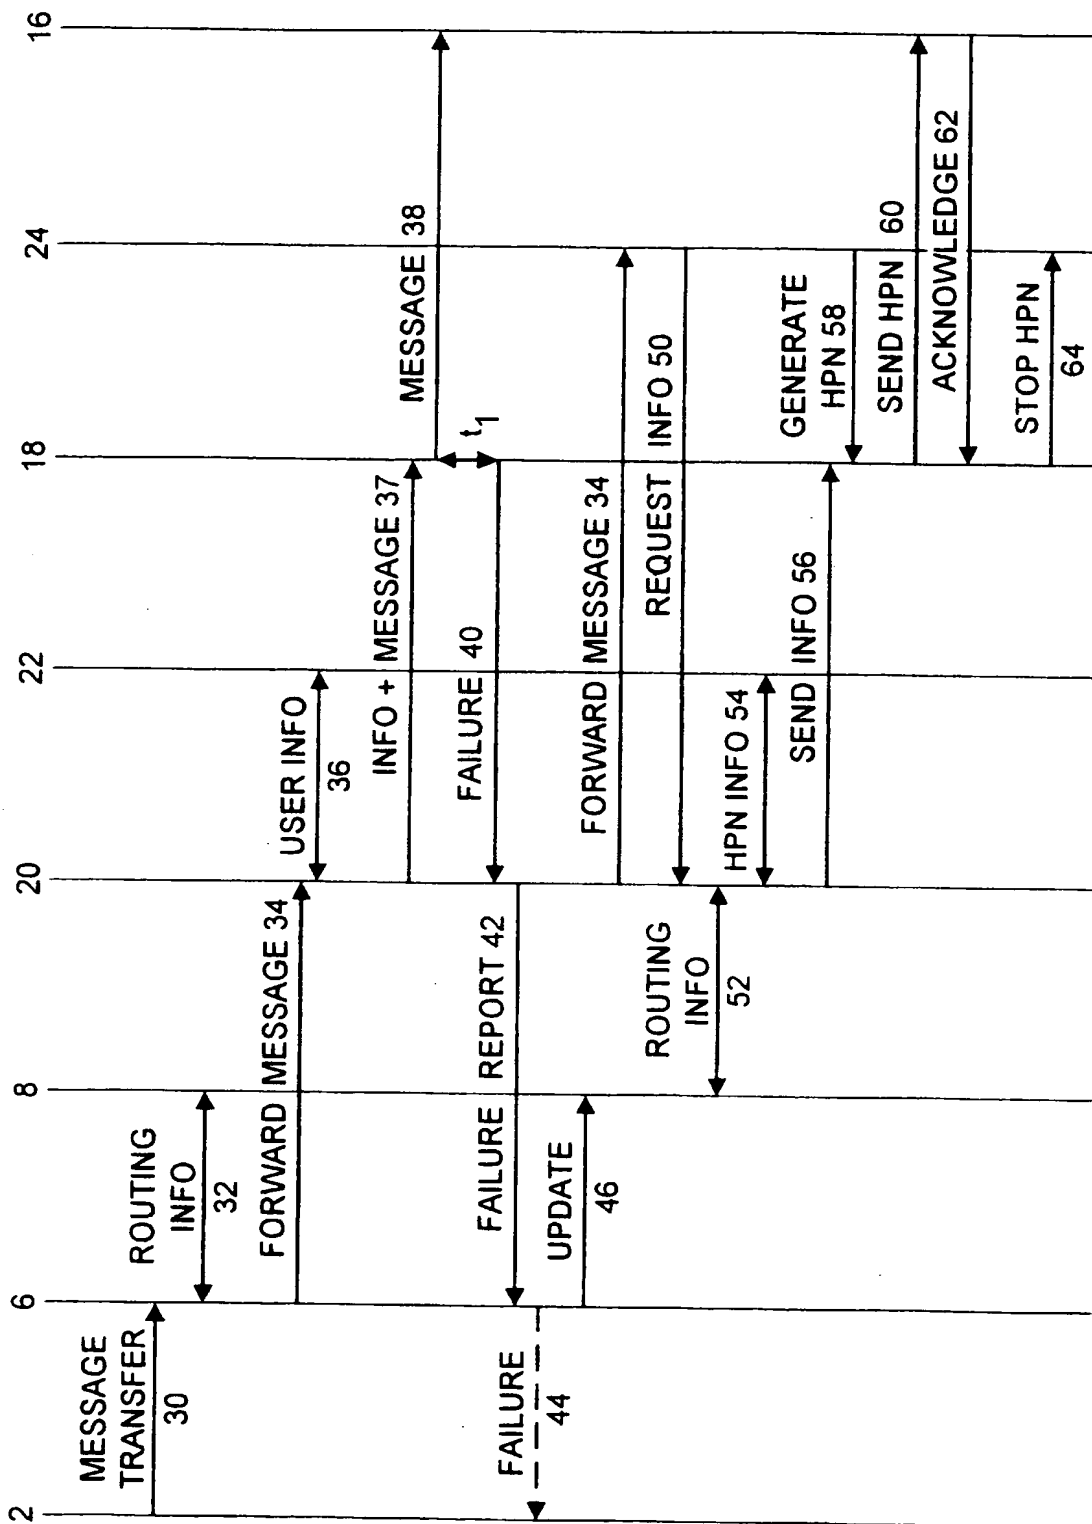 2 6 8 20 22 18 24 16
MESSAGE
TRANSFER
30
ROUTING
INFO
32
FORWARD MESSAGE 34
USER INFO
36
INFO + MESSAGE 37
MESSAGE 38
t1
FAILURE 40
FAILURE REPORT 42
FAILURE
44
UPDATE
46
FORWARD MESSAGE 34
REQUEST INFO 50
ROUTING
INFO
52
HPN INFO 54
SEND INFO 56
GENERATE
HPN 58
SEND HPN 60
ACKNOWLEDGE 62
STOP HPN
64